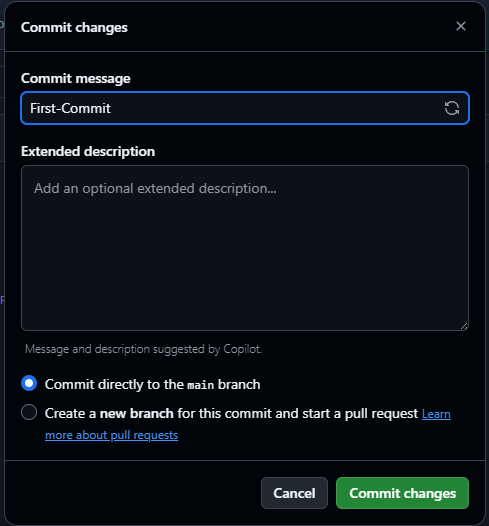 Commit changes
Commit message
First-Commit
Extended description
Add an optional extended description...
Message and description suggested by Copilot.
Commit directly to the main branch
Create a new branch for this commit and start a pull request Learn
more about pull requests
Cancel
Commit changes